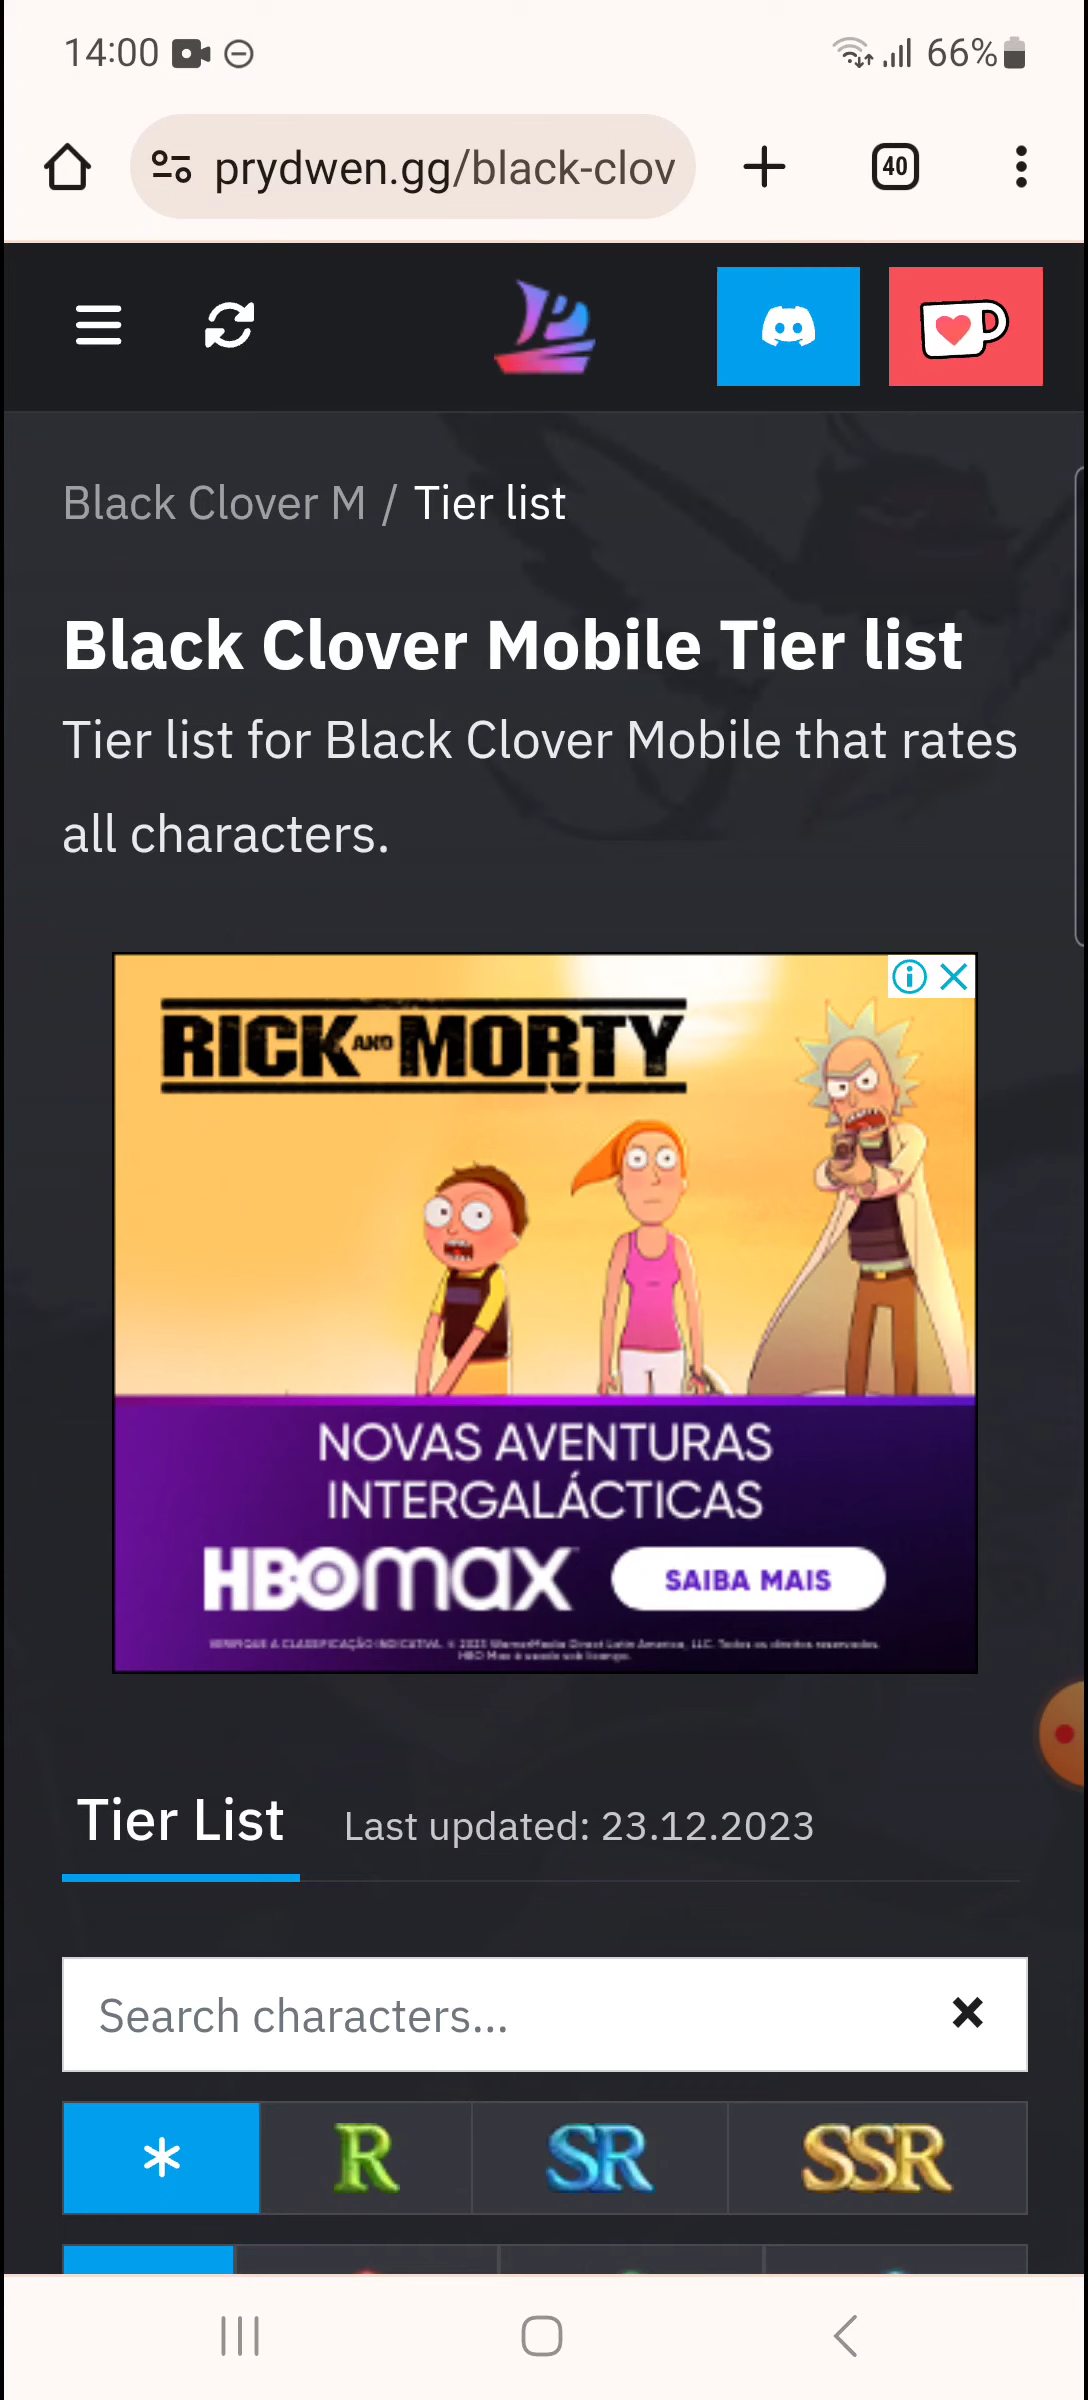 14:00
66%
prydwen.gg/black-clov
40
Black Clover M / Tier list
Black Clover Mobile Tier list
Tier list for Black Clover Mobile that rates
all characters.
RICK AND MORTY
NOVAS AVENTURAS
INTERGALÁCTICAS
HBOmax
SAIBA MAIS
Tier List
Last updated: 23.12.2023
Search characters...
R
SR
SSR